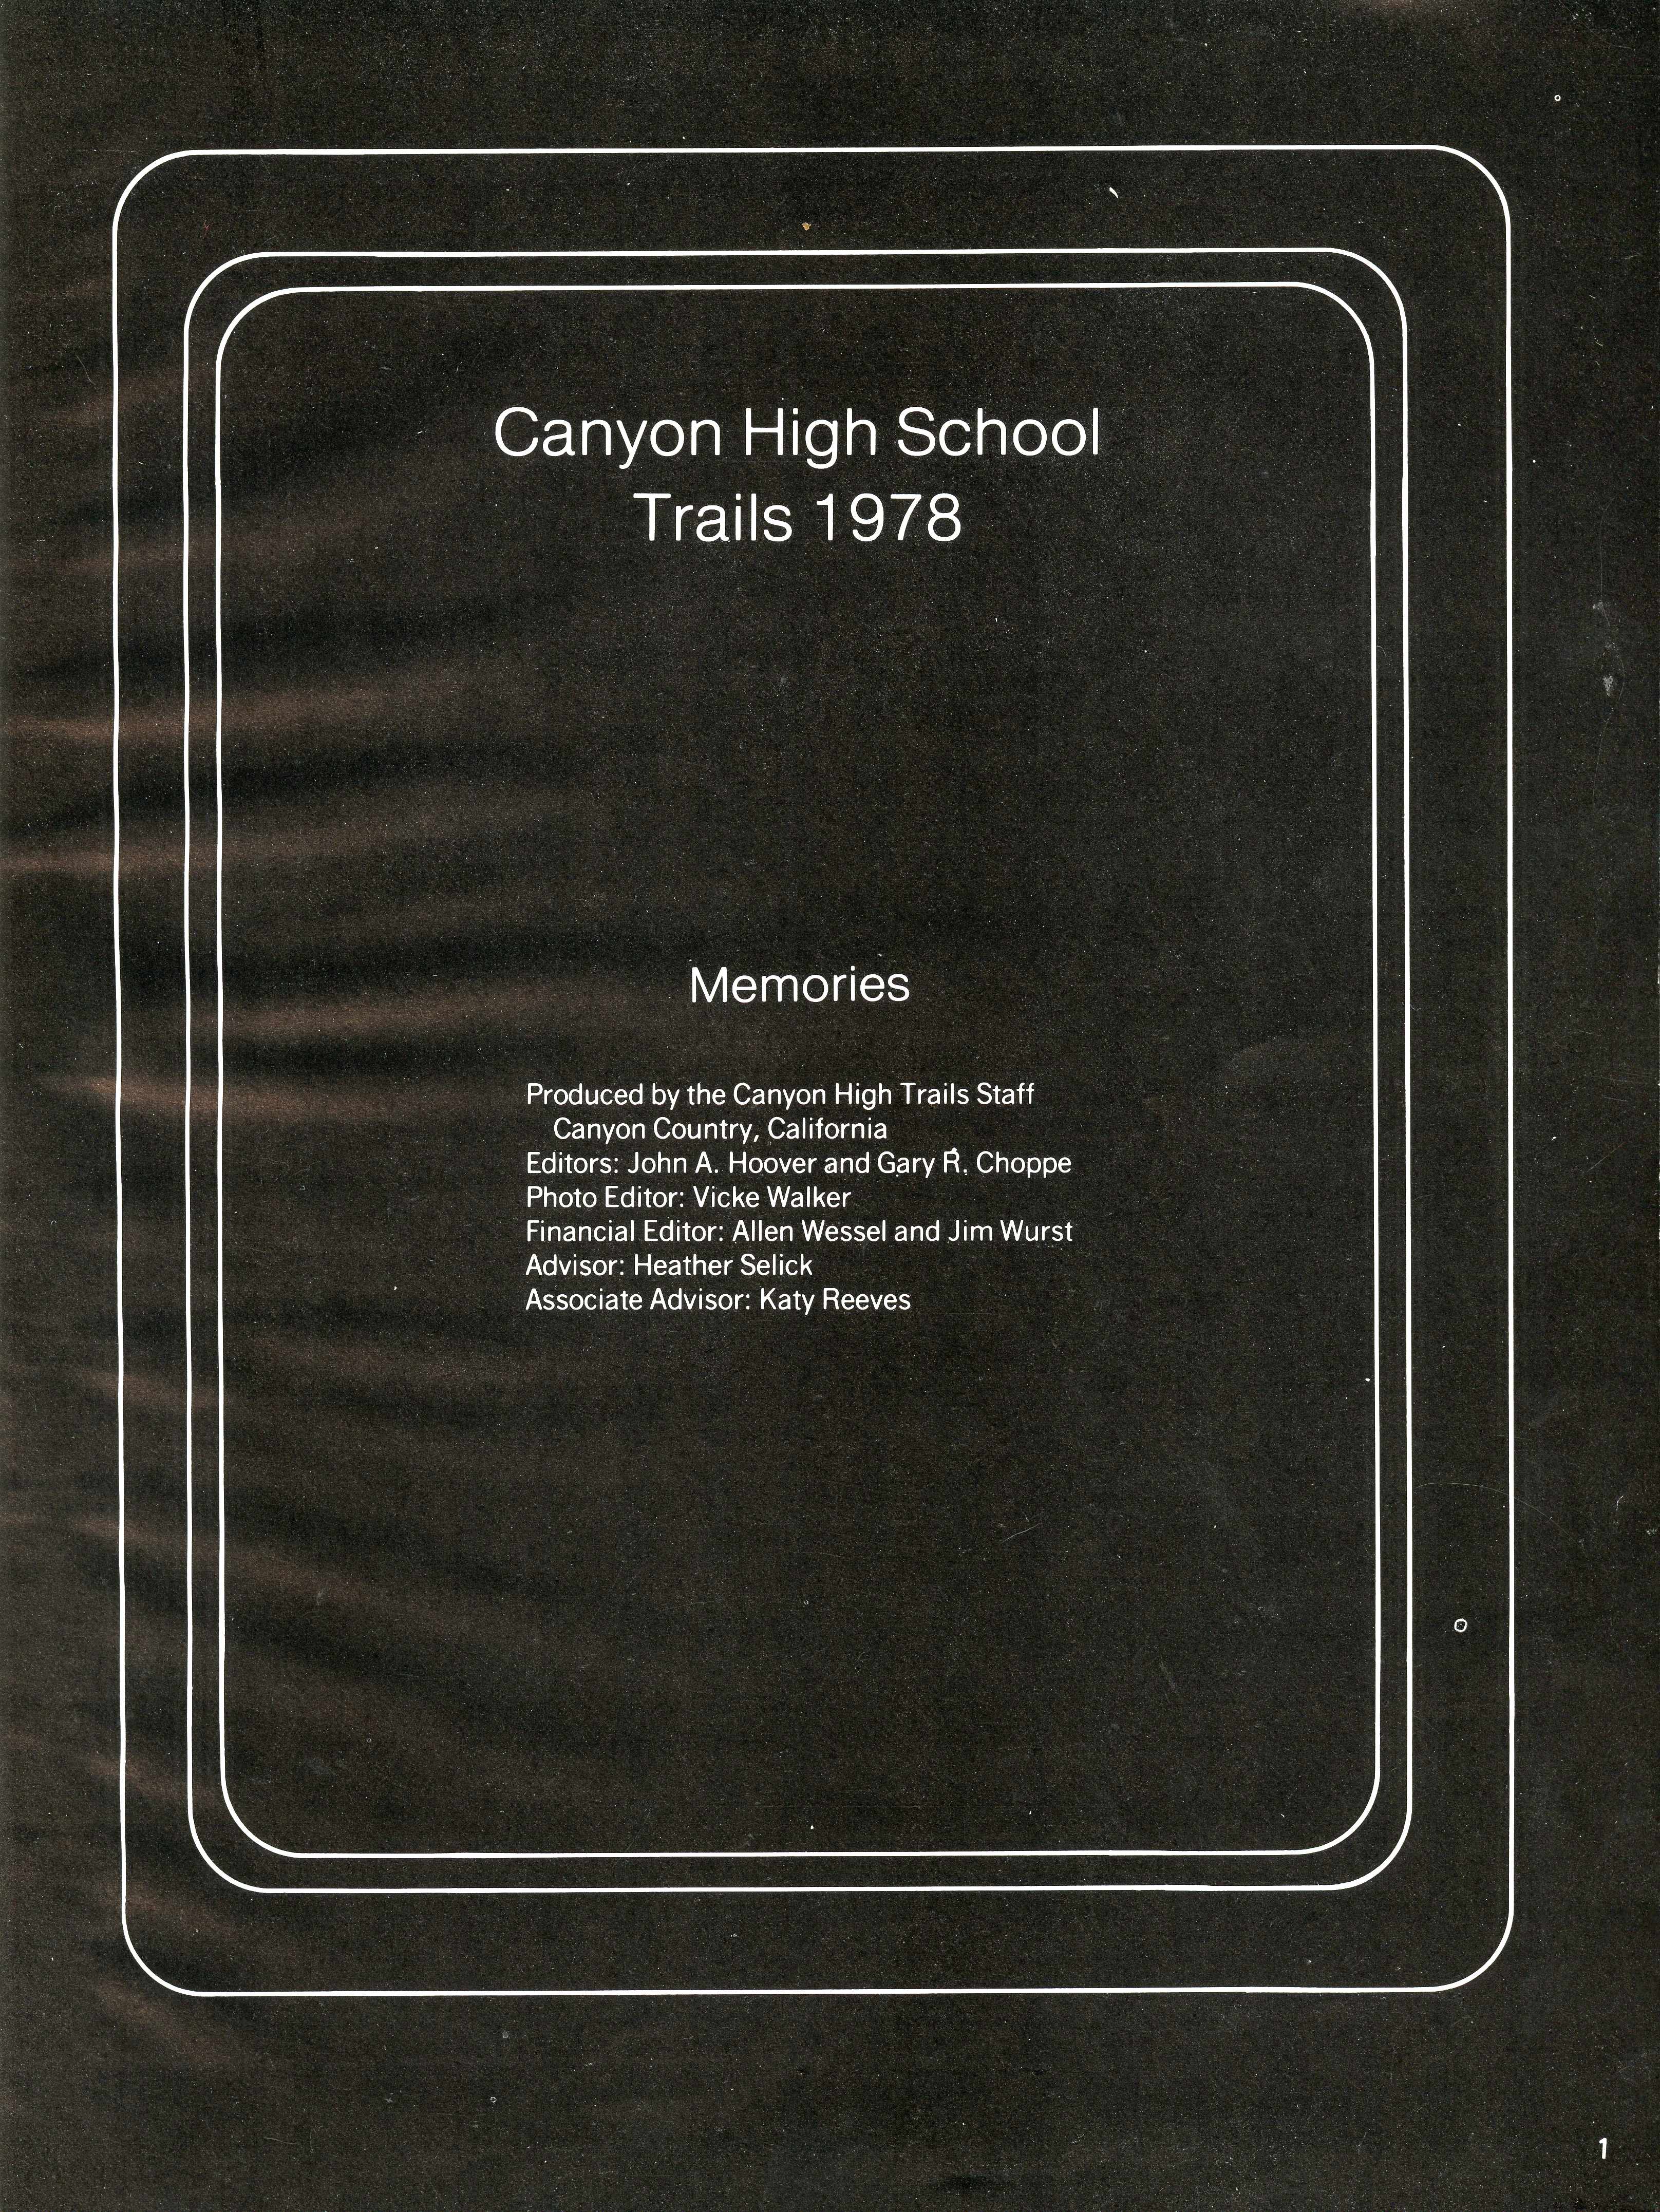 Canyon High School
Trails 1978
Memories
Produced by the Canyon High Trails Staff
Canyon Country, California
Editors: John A. Hoover and Gary R. Choppe
Photo Editor: Vicke Walker
Financial Editor: Allen Wessel and Jim Wurst
Advisor: Heather Selick
Associate Advisor: Katy Reeves
1